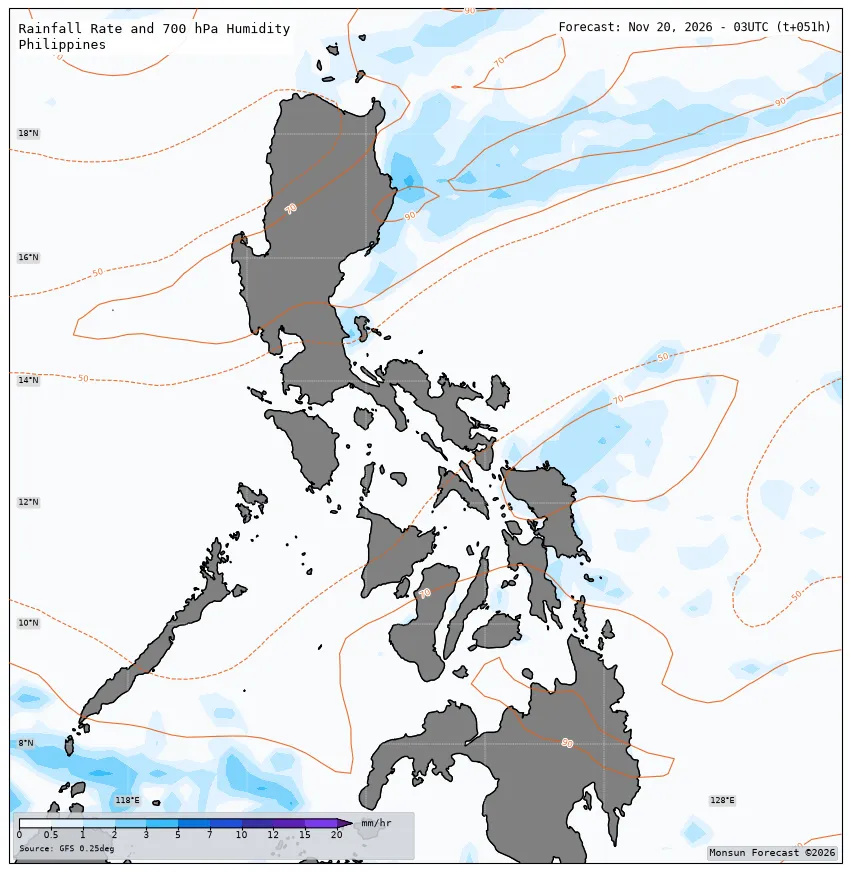 90
Rainfall Rate and 700 hPa Humidity
Philippines
Forecast: Nov 20, 2026 - 03UTC (t+051h)
70
90
18°N
70
90
16°N
50
50
14°N
50
70
12°N
70
50
10°N
90
8°N
118°E
128°E
0 0.5 1 2 3 5 7 10 12 15 20 mm/hr
Source: GFS 0.25deg
Monsun Forecast ©2026